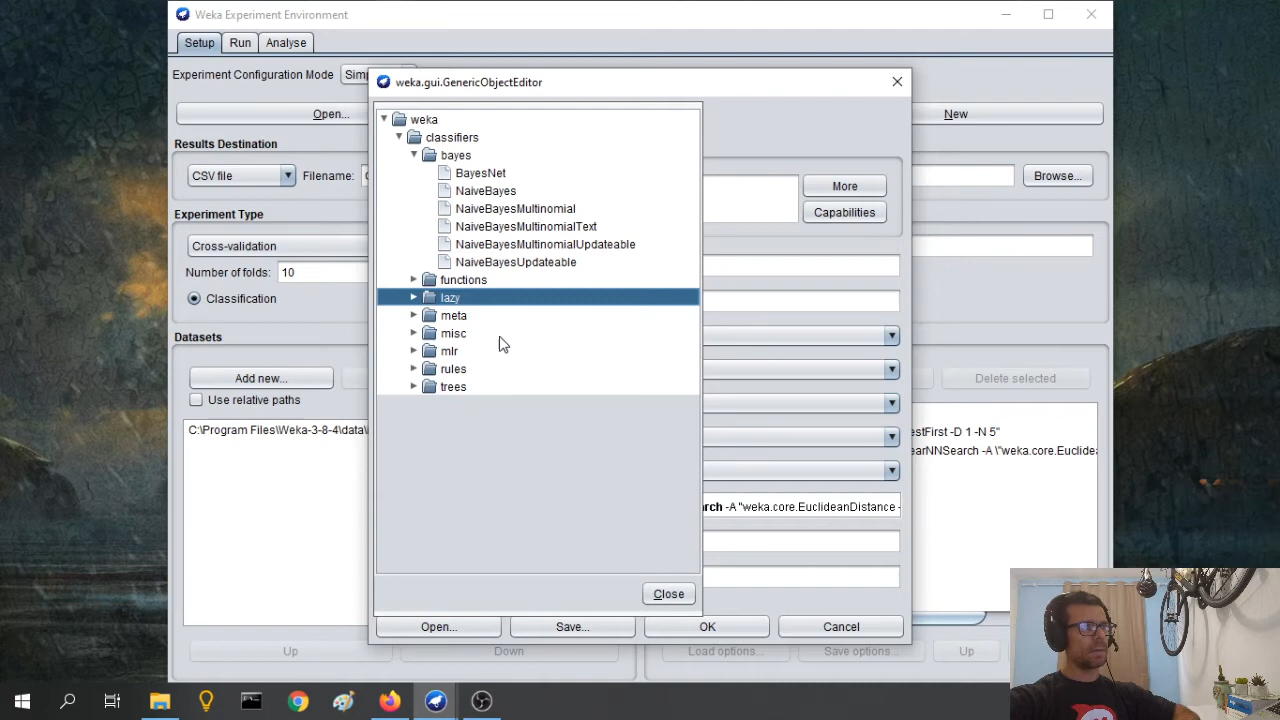 Weka Experiment Environment
Setup Run Analyse
Experiment Configuration Mode
Open...
New
Results Destination
CSV file Filename:
Browse...
Experiment Type
Cross-validation
Number of folds: 10
Classification
Datasets
Add new...
Delete selected
Use relative paths
C:\Program Files\Weka-3-8-4\data\
estFirst -D 1 -N 5"
earNNSearch -A \"weka.core.Euclidea
Up Down Load options... Save options... Up
weka.gui.GenericObjectEditor
More
Capabilities
rch -A "weka.core.EuclideanDistance -
Open... Save... OK Cancel
weka
classifiers
bayes
BayesNet
NaiveBayes
NaiveBayesMultinomial
NaiveBayesMultinomialText
NaiveBayesMultinomialUpdateable
NaiveBayesUpdateable
functions
lazy
meta
misc
mlr
rules
trees
Close